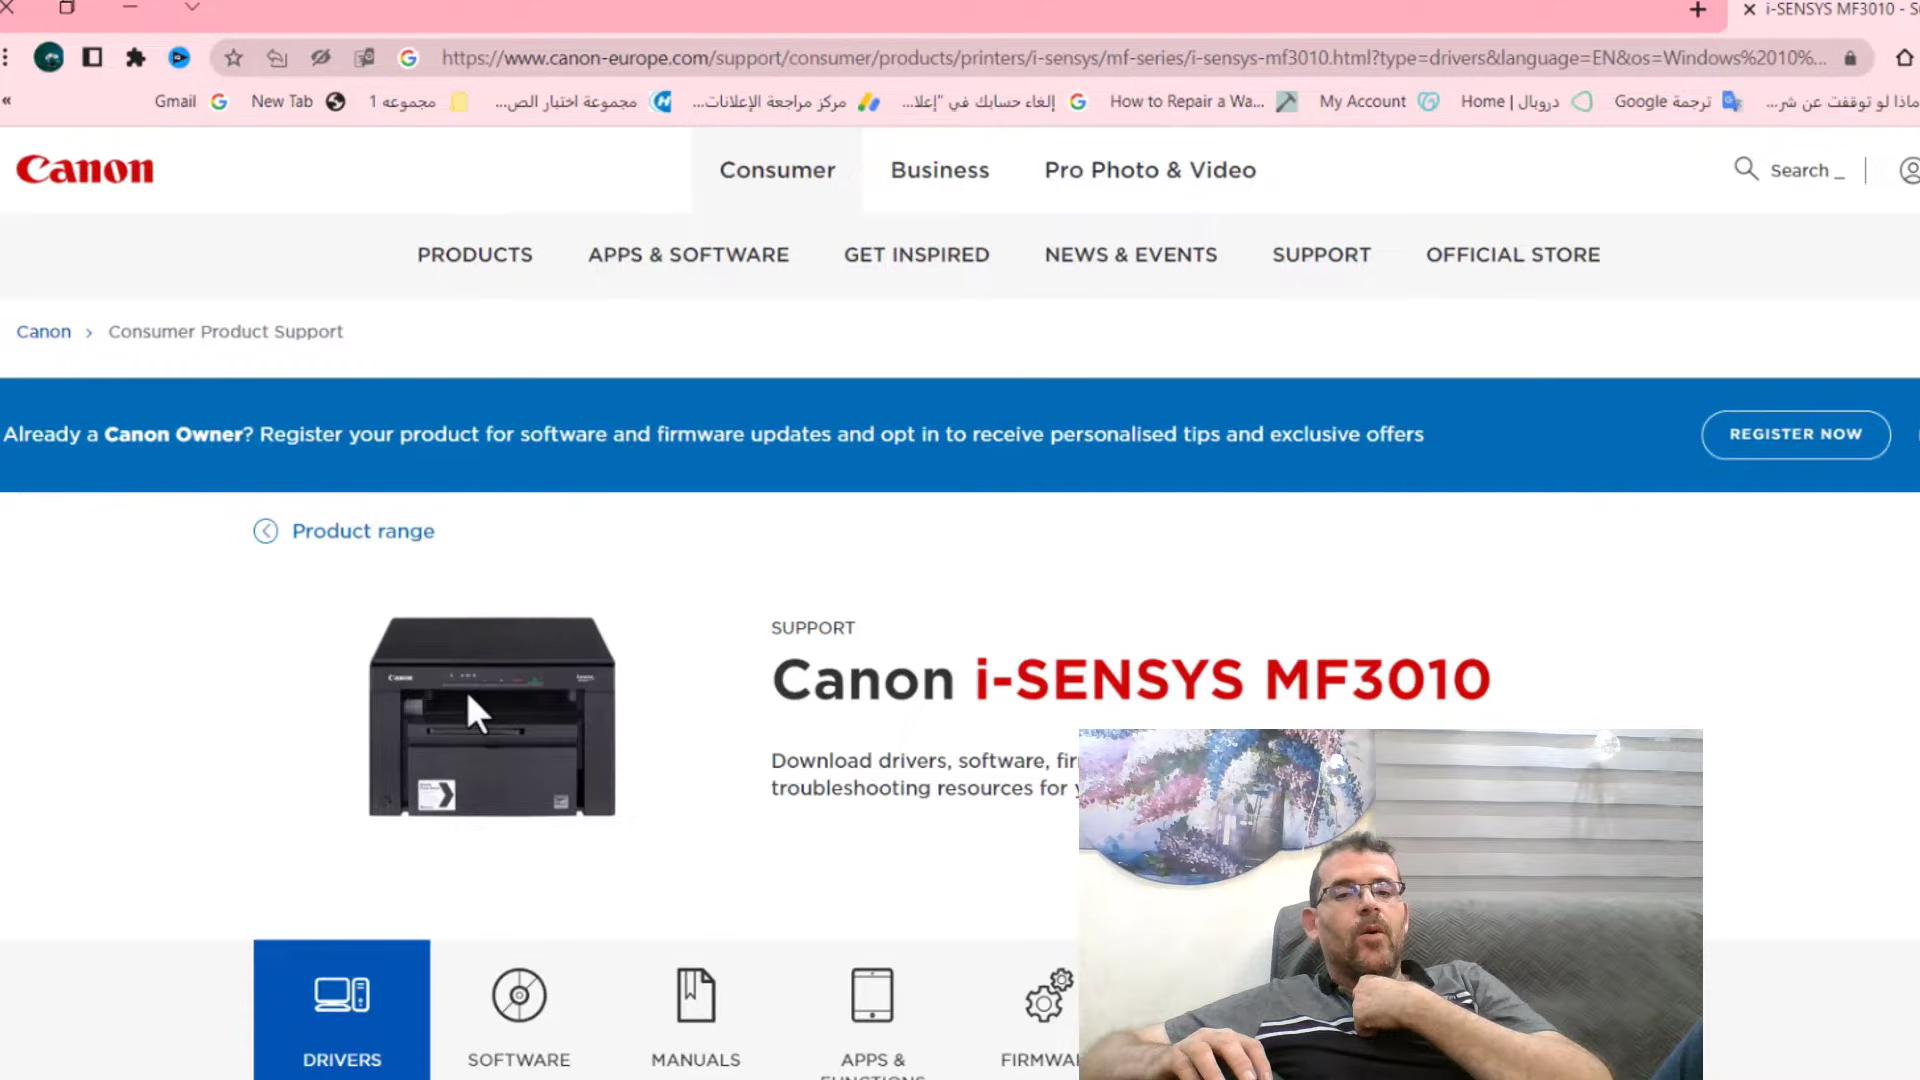 i-SENSYS MF3010 - S
https://www.canon-europe.com/support/consumer/products/printers/i-sensys/mf-series/i-sensys-mf3010.html?type=drivers&language=EN&os=Windows%2010%...
Gmail
New Tab
مجموعه 1
مجموعة اختبار الص...
مركز مراجعة الإعلانات...
إلغاء حسابك في "إعلا...
How to Repair a Wa...
My Account
Home | دروبال
ترجمة Google
ماذا لو توقفت عن شر...
Canon
Consumer
Business
Pro Photo & Video
Search _
PRODUCTS
APPS & SOFTWARE
GET INSPIRED
NEWS & EVENTS
SUPPORT
OFFICIAL STORE
Canon > Consumer Product Support
Already a Canon Owner? Register your product for software and firmware updates and opt in to receive personalised tips and exclusive offers
REGISTER NOW
Product range
Canon
SUPPORT
Canon i-SENSYS MF3010
Download drivers, software, fir
troubleshooting resources for y
DRIVERS
SOFTWARE
MANUALS
APPS &
FUNCTIONS
FIRMWA